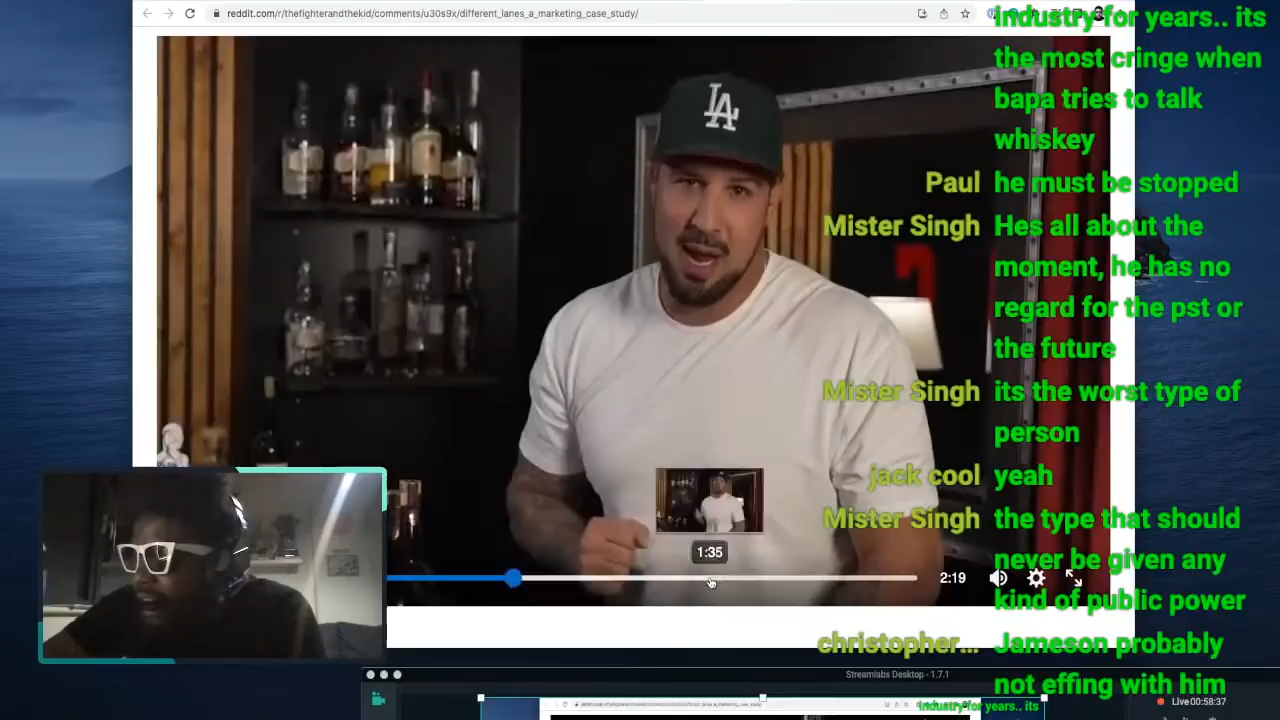 reddit.com/r/thefighterandthekid/comments/u30s9x/different_lanes_a_marketing_case_study/
industry for years.. its
the most cringe when
bapa tries to talk
whiskey
Paul he must be stopped
Mister Singh Hes all about the
moment, he has no
regard for the pst or
the future
Mister Singh its the worst type of
person
jack cool yeah
Mister Singh the type that should
never be given any
kind of public power
christopher... Jameson probably
not effing with him
LA
1:35
2:19
Streamlabs Desktop - 1.7.1
Live 00:58:37
industry for years.. its